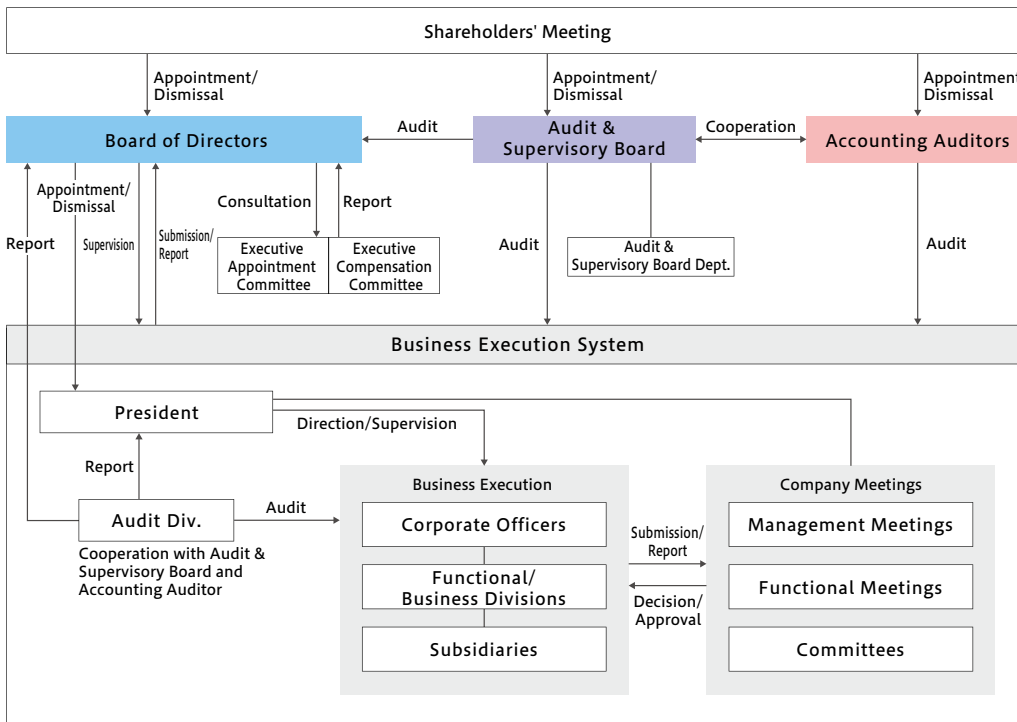 Shareholders' Meeting
Appointment/
Dismissal
Appointment/
Dismissal
Appointment/
Dismissal
Board of Directors
Audit
Audit &
Supervisory Board
Cooperation
Accounting Auditors
Report
Appointment/
Dismissal
Supervision
Submission/
Report
Consultation
Report
Executive
Appointment
Committee
Executive
Compensation
Committee
Audit
Audit &
Supervisory Board Dept.
Audit
Business Execution System
President
Direction/Supervision
Report
Audit Div.
Audit
Cooperation with Audit &
Supervisory Board and
Accounting Auditor
Business Execution
Corporate Officers
Functional/
Business Divisions
Subsidiaries
Submission/
Report
Decision/
Approval
Company Meetings
Management Meetings
Functional Meetings
Committees